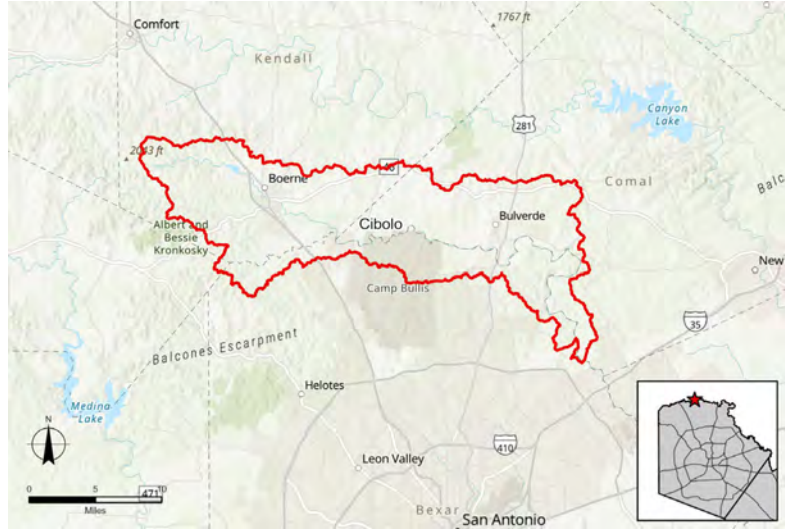 Comfort
1767 ft
Kendall
Canyon
Lake
281
2043 ft
46
Boerne
Comal
Balc
Albert and
Bessie
Kronkosky
Cibolo
Bulverde
New
Camp Bullis
35
Balcones Escarpment
Helotes
Medina
Lake
N
410
Leon Valley
0 5 10
471
Miles
Bexar
San Antonio